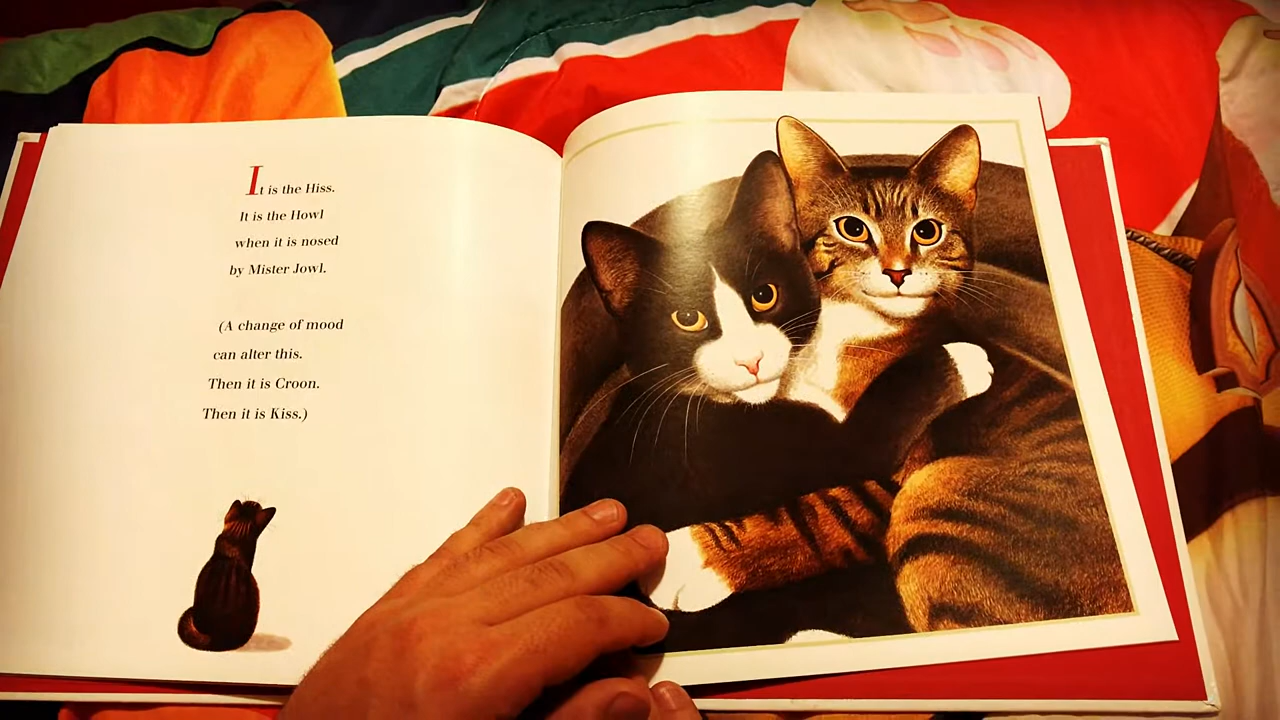 It is the Hiss.
It is the Howl
when it is nosed
by Mister Jowl.
(A change of mood
can alter this.
Then it is Croon.
Then it is Kiss.)